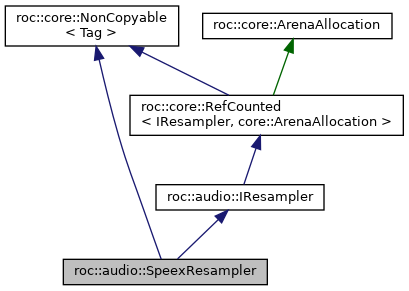 roc::core::NonCopyable
< Tag >
roc::core::ArenaAllocation
roc::core::RefCounted
< IResampler, core::ArenaAllocation >
roc::audio::IResampler
roc::audio::SpeexResampler